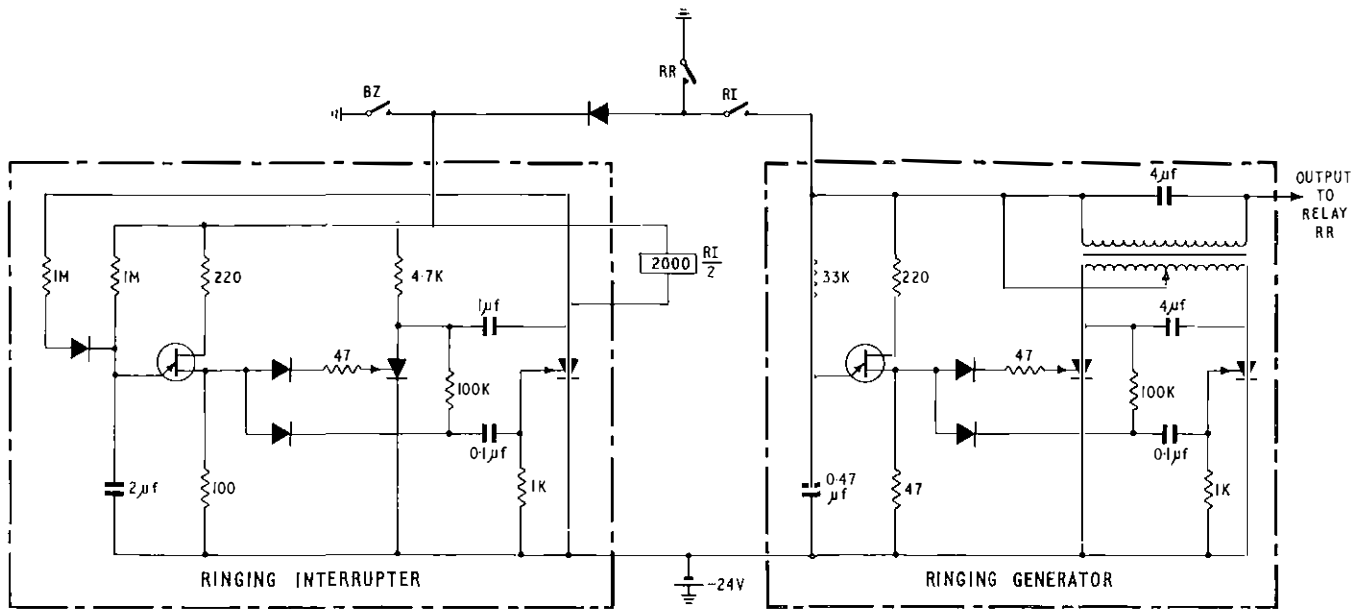 RR
BZ
RI
4µf
OUTPUT
TO
RELAY
RR
1M
1M
220
4·7K
2000
RI
2
1µf
47
100K
0·1µf
2µf
100
1K
33K
220
4µf
47
100K
0·1µf
0·47
µf
47
1K
RINGING INTERRUPTER
-24V
RINGING GENERATOR